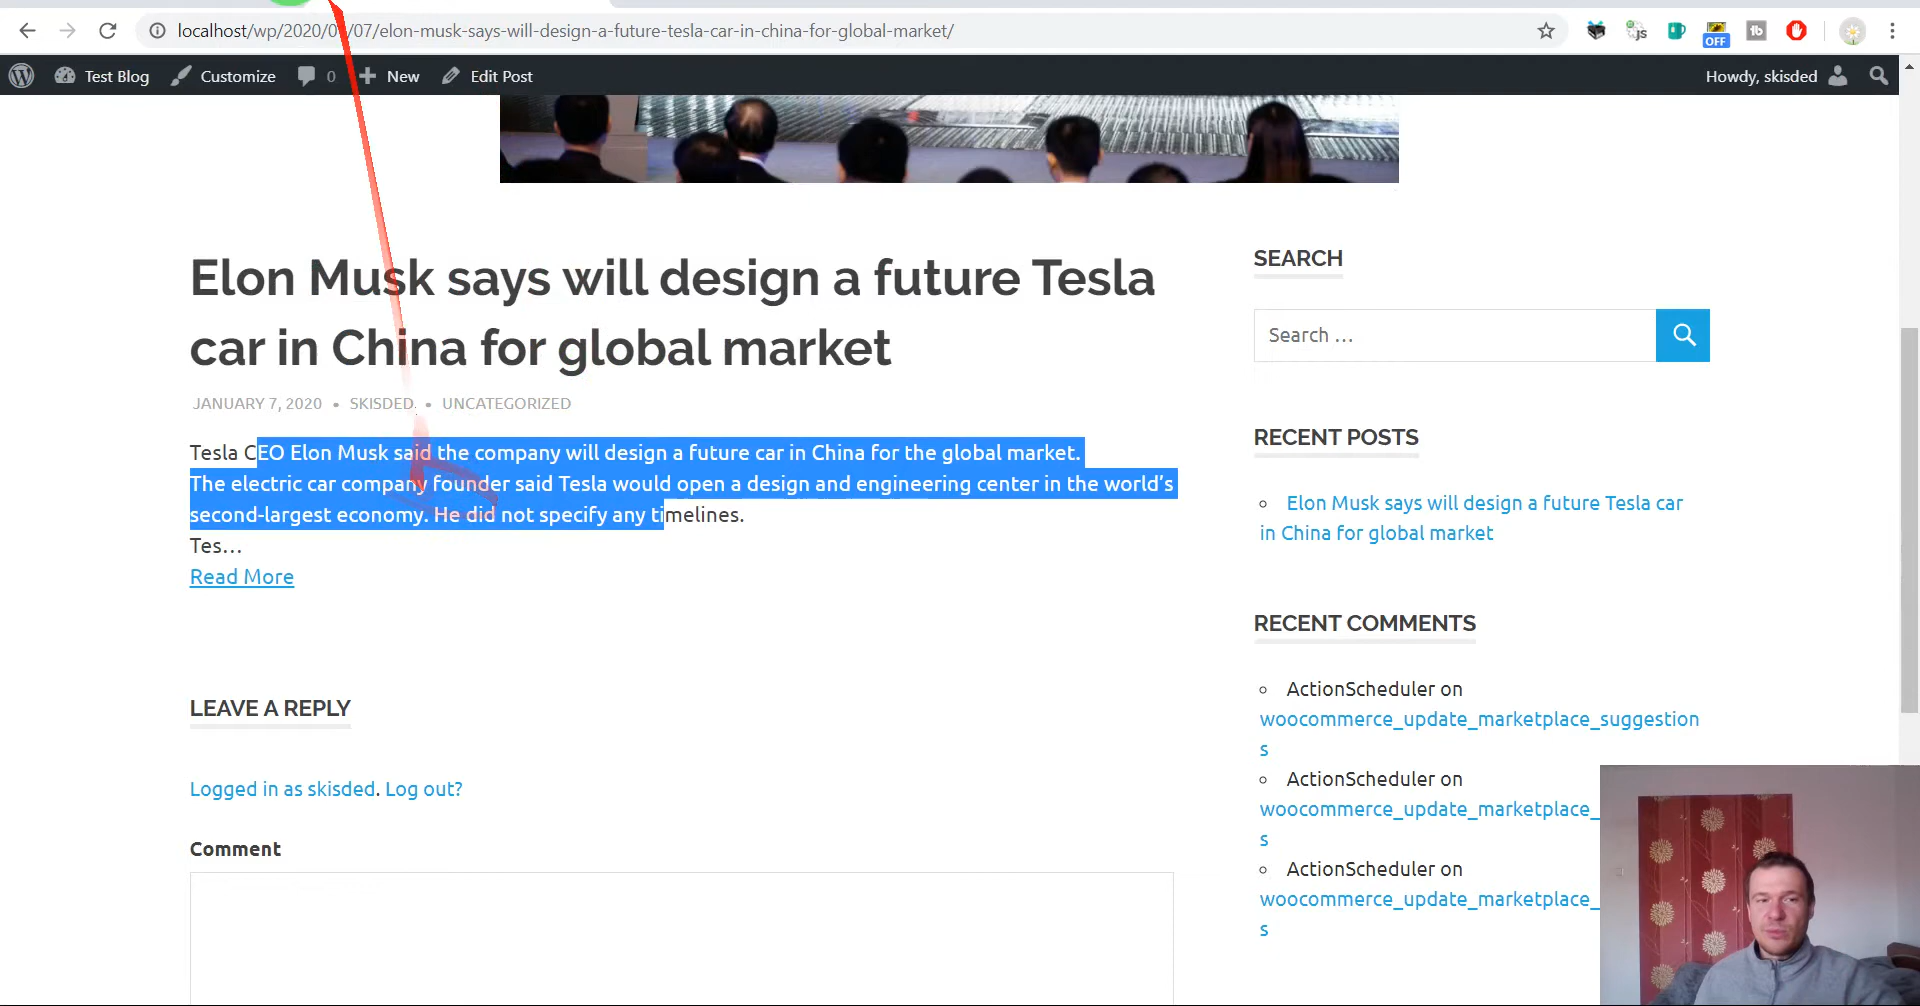 localhost/wp/2020/0 /07/elon-musk-says-will-design-a-future-tesla-car-in-china-for-global-market/
JS
OFF
tb
Test Blog Customize 0 New Edit Post Howdy, skisded
Elon Musk says will design a future Tesla
car in China for global market
JANUARY 7, 2020 • SKISDED • UNCATEGORIZED
Tesla CEO Elon Musk said the company will design a future car in China for the global market.
The electric car company founder said Tesla would open a design and engineering center in the world’s
second-largest economy. He did not specify any timelines.
Tes…
Read More
LEAVE A REPLY
Logged in as skisded. Log out?
Comment
SEARCH
Search …
RECENT POSTS
Elon Musk says will design a future Tesla car
in China for global market
RECENT COMMENTS
ActionScheduler on
woocommerce_update_marketplace_suggestion
s
ActionScheduler on
woocommerce_update_marketplace_
s
ActionScheduler on
woocommerce_update_marketplace_
s